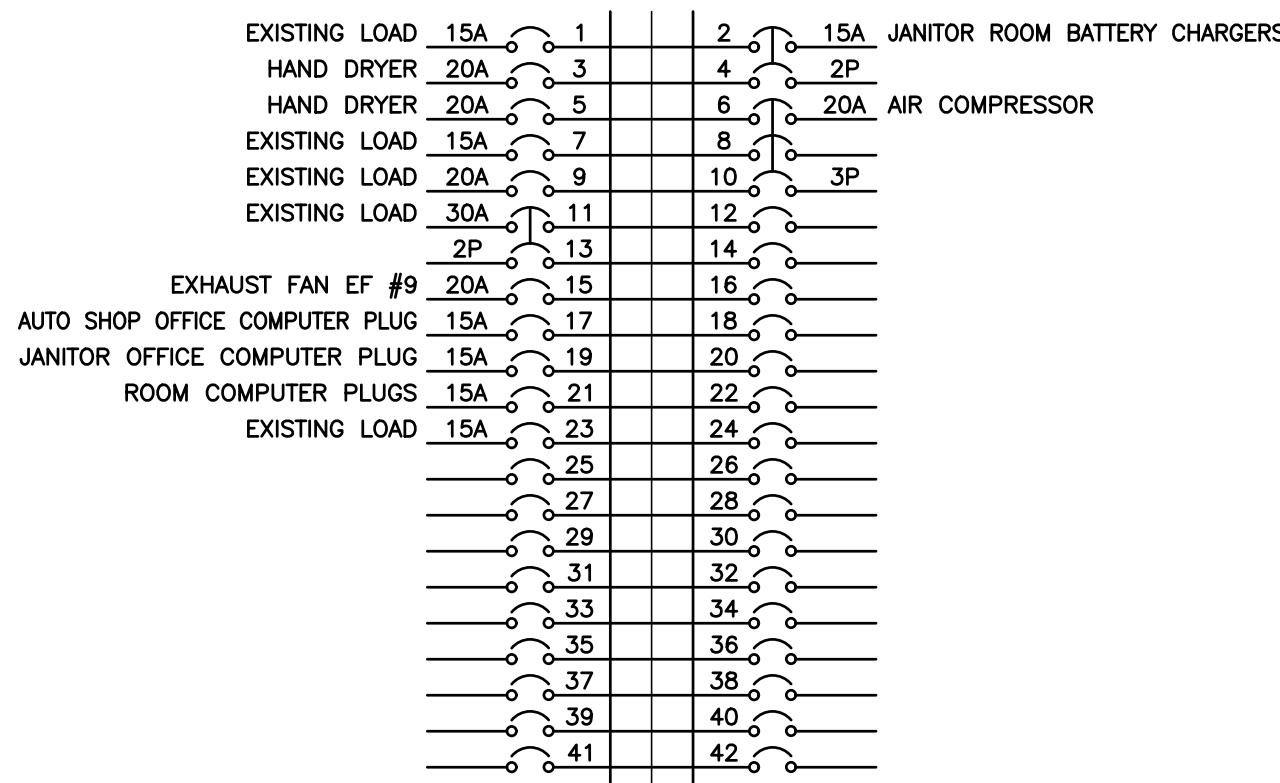 EXISTING LOAD 15A 1 2 15A JANITOR ROOM BATTERY CHARGERS
HAND DRYER 20A 3 4 2P
HAND DRYER 20A 5 6 20A AIR COMPRESSOR
EXISTING LOAD 15A 7 8
EXISTING LOAD 20A 9 10 3P
EXISTING LOAD 30A 11 12
2P 13 14
EXHAUST FAN EF #9 20A 15 16
AUTO SHOP OFFICE COMPUTER PLUG 15A 17 18
JANITOR OFFICE COMPUTER PLUG 15A 19 20
ROOM COMPUTER PLUGS 15A 21 22
EXISTING LOAD 15A 23 24
25 26
27 28
29 30
31 32
33 34
35 36
37 38
39 40
41 42